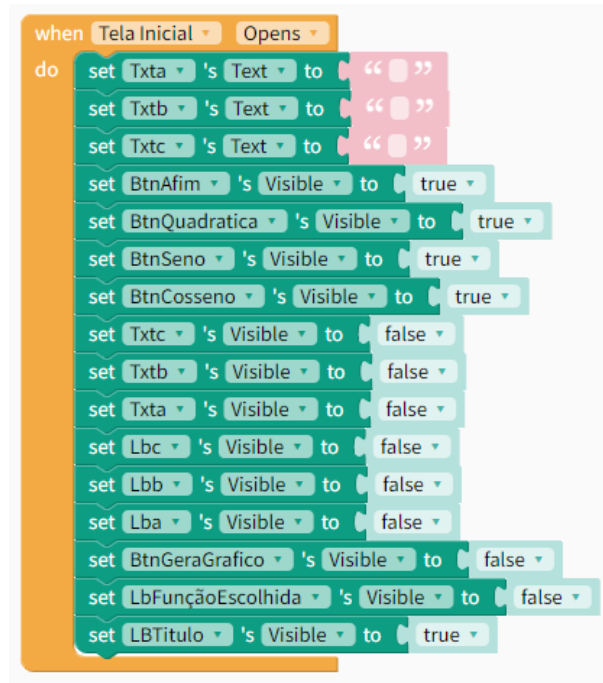 when Tela Inicial Opens
do set Txta 's Text to “ ”
set Txtb 's Text to “ ”
set Txtc 's Text to “ ”
set BtnAfim 's Visible to true
set BtnQuadratica 's Visible to true
set BtnSeno 's Visible to true
set BtnCosseno 's Visible to true
set Txtc 's Visible to false
set Txtb 's Visible to false
set Txta 's Visible to false
set Lbc 's Visible to false
set Lbb 's Visible to false
set Lba 's Visible to false
set BtnGeraGrafico 's Visible to false
set LbFunçãoEscolhida 's Visible to false
set LBTitulo 's Visible to true